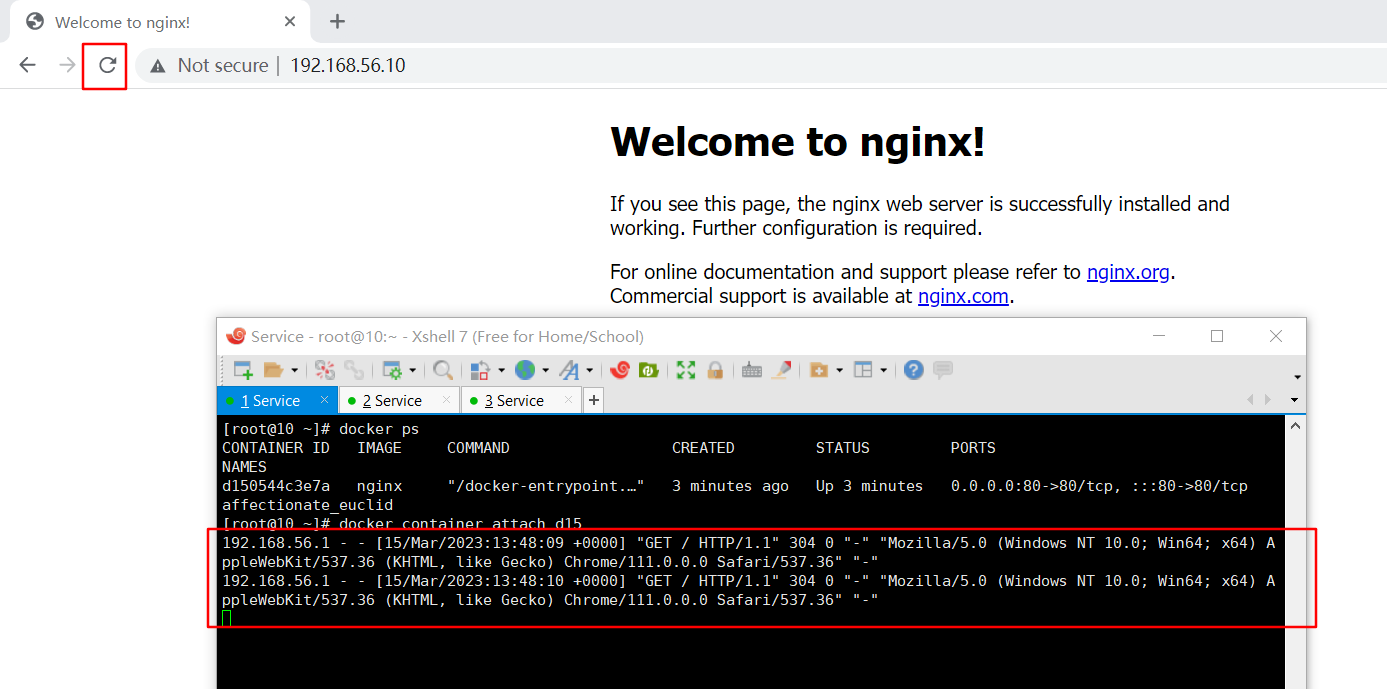 Welcome to nginx!
Not secure | 192.168.56.10
Welcome to nginx!
If you see this page, the nginx web server is successfully installed and
working. Further configuration is required.
For online documentation and support please refer to nginx.org.
Commercial support is available at nginx.com.
Service - root@10:~ - Xshell 7 (Free for Home/School)
1 Service 2 Service 3 Service
[root@10 ~]# docker ps
CONTAINER ID   IMAGE     COMMAND                  CREATED         STATUS         PORTS
NAMES
d150544c3e7a   nginx     "/docker-entrypoint.…"   3 minutes ago   Up 3 minutes   0.0.0.0:80->80/tcp, :::80->80/tcp
affectionate_euclid
[root@10 ~]# docker container attach d15
192.168.56.1 - - [15/Mar/2023:13:48:09 +0000] "GET / HTTP/1.1" 304 0 "-" "Mozilla/5.0 (Windows NT 10.0; Win64; x64) A
ppleWebKit/537.36 (KHTML, like Gecko) Chrome/111.0.0.0 Safari/537.36" "-"
192.168.56.1 - - [15/Mar/2023:13:48:10 +0000] "GET / HTTP/1.1" 304 0 "-" "Mozilla/5.0 (Windows NT 10.0; Win64; x64) A
ppleWebKit/537.36 (KHTML, like Gecko) Chrome/111.0.0.0 Safari/537.36" "-"